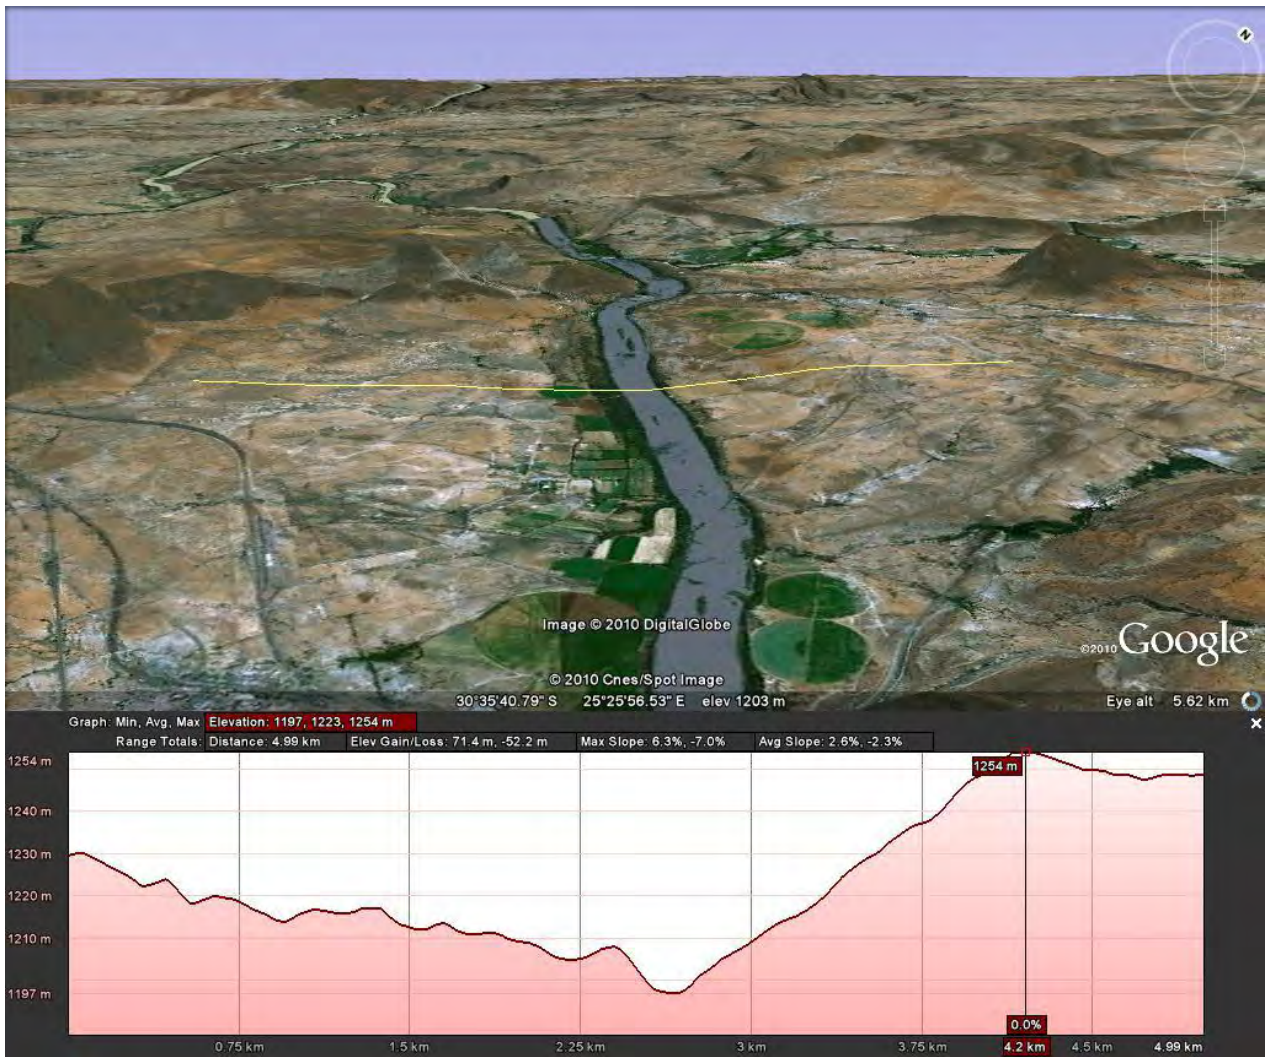 N
Image © 2010 DigitalGlobe
©2010 Google
© 2010 Cnes/Spot Image
30°35'40.79" S 25°25'56.53" E elev 1203 m Eye alt 5.62 km
Graph: Min, Avg, Max Elevation: 1197, 1223, 1254 m
Range Totals: Distance: 4.99 km Elev Gain/Loss: 71.4 m, -52.2 m Max Slope: 6.3%, -7.0% Avg Slope: 2.6%, -2.3%
1254 m
1254 m
1240 m
1230 m
1220 m
1210 m
1197 m
0.0%
0.75 km 1.5 km 2.25 km 3 km 3.75 km 4.2 km 4.5 km 4.99 km